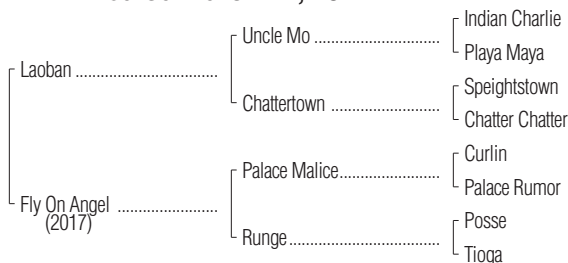 Indian Charlie
Uncle Mo ................................
Playa Maya
Laoban ....................................
Speightstown
Chattertown ............................
Chatter Chatter
Curlin
Palace Malice.........................
Palace Rumor
Fly On Angel .........................
(2017)
Posse
Runge......................................
Tioga